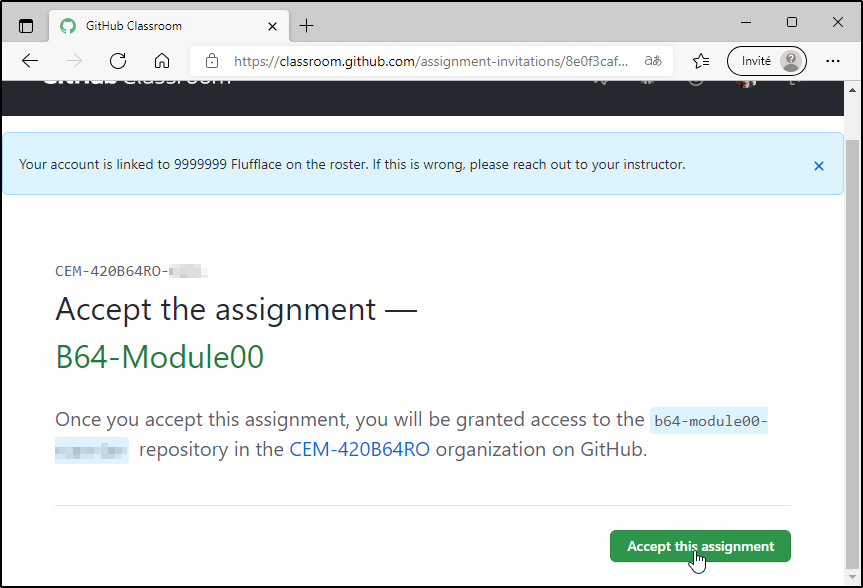 GitHub Classroom
https://classroom.github.com/assignment-invitations/8e0f3caf...
aあ
Invité
GitHub Classroom
Your account is linked to 9999999 Flufflace on the roster. If this is wrong, please reach out to your instructor.
CEM-420B64RO-
Accept the assignment —
B64-Module00
Once you accept this assignment, you will be granted access to the b64-module00-
repository in the CEM-420B64RO organization on GitHub.
Accept this assignment